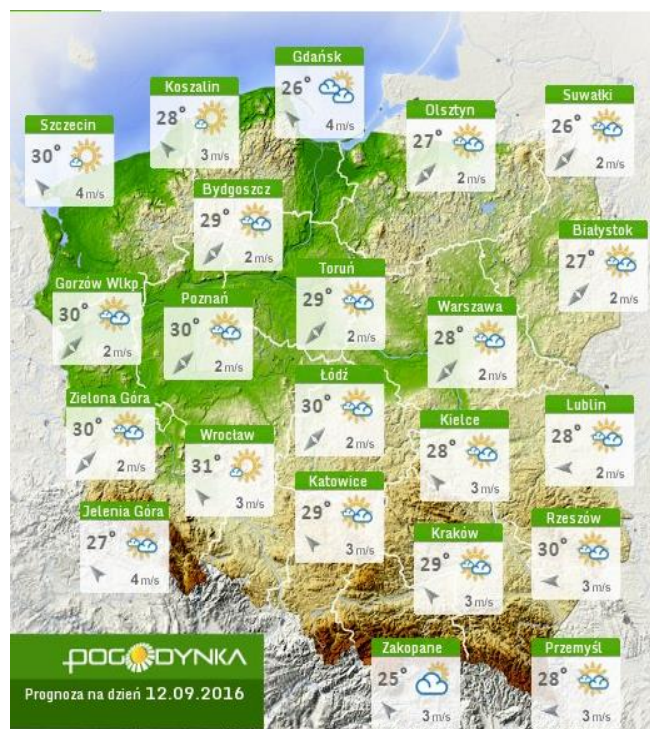 Gdańsk
26°
4 m/s
Koszalin
28°
3 m/s
Suwałki
26°
2 m/s
Olsztyn
27°
2 m/s
Szczecin
30°
4 m/s
Bydgoszcz
29°
2 m/s
Białystok
27°
2 m/s
Toruń
29°
2 m/s
Gorzów Wlkp.
30°
2 m/s
Poznań
30°
2 m/s
Warszawa
28°
2 m/s
Łódź
30°
2 m/s
Zielona Góra
30°
2 m/s
Lublin
28°
2 m/s
Kielce
28°
3 m/s
Wrocław
31°
3 m/s
Katowice
29°
3 m/s
Jelenia Góra
27°
4 m/s
Rzeszów
30°
3 m/s
Kraków
29°
3 m/s
Zakopane
25°
3 m/s
Przemyśl
28°
3 m/s
POGODYNKA
Prognoza na dzień 12.09.2016